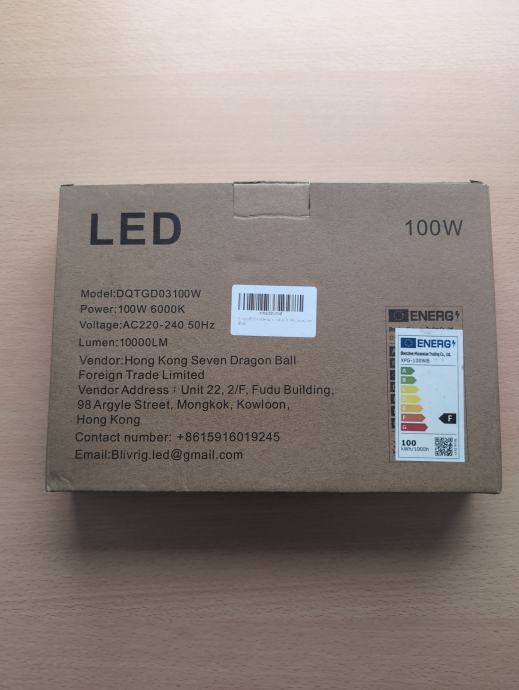 LED
100W
Model:DQTGD03100W
Power:100W 6000K
Voltage:AC220-240 50Hz
Lumen:10000LM
Vendor:Hong Kong Seven Dragon Ball
Foreign Trade Limited
Vendor Address：Unit 22, 2/F, Fudu Building,
98 Argyle Street, Mongkok, Kowloon,
Hong Kong
Contact number: +8615916019245
Email:Blivrig.led@gmail.com
ENERG
ENERG
XPG-100WB
A
B
C
D
E
F
G
F
100
kWh/1000h